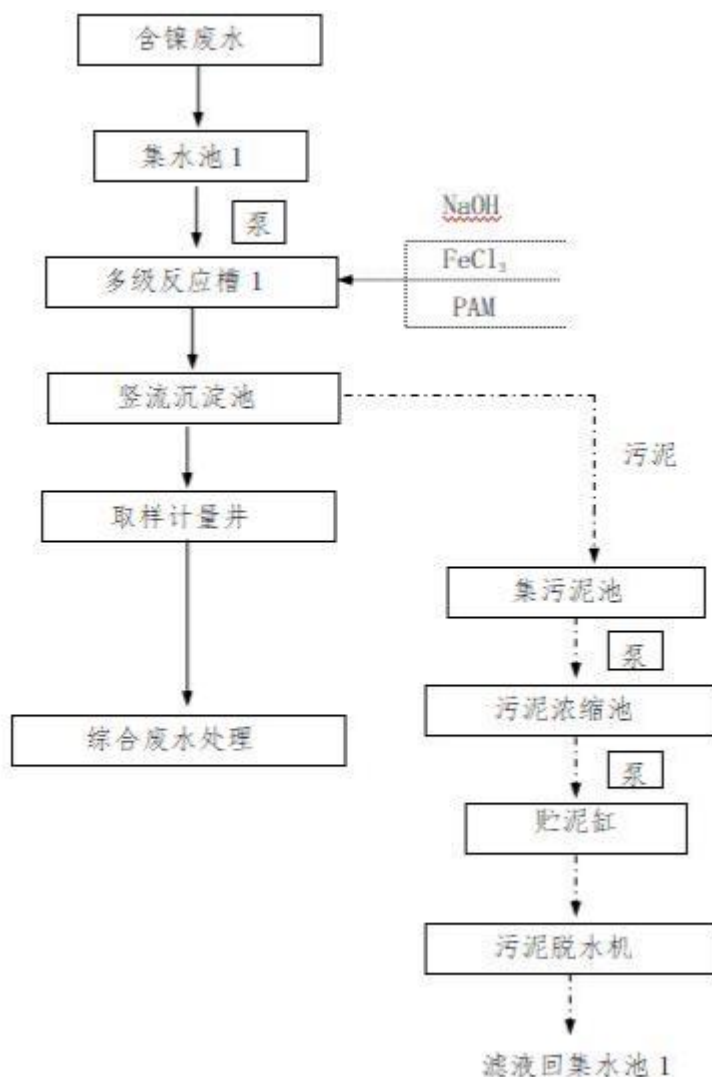 含镍废水
集水池 1
泵
NaOH
FeCl₃
多级反应槽 1
PAM
竖流沉淀池
污泥
取样计量井
集污泥池
泵
污泥浓缩池
综合废水处理
泵
贮泥缸
污泥脱水机
滤液回集水池 1